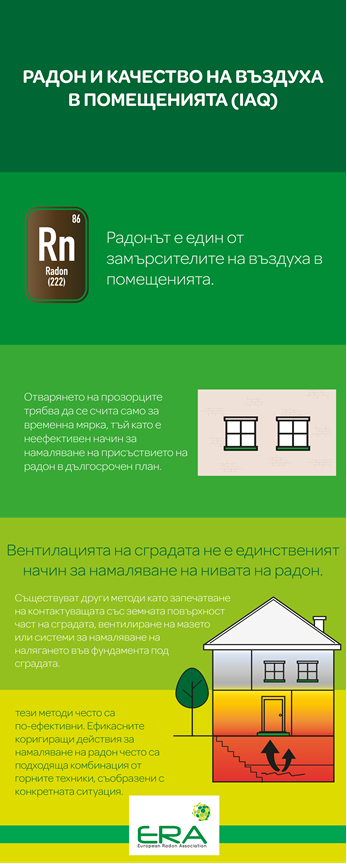 РАДОН И КАЧЕСТВО НА ВЪЗДУХА
В ПОМЕЩЕНИЯТА (IAQ)
86
Rn
Radon
(222)
Радонът е един от
замърсителите на въздуха в
помещенията.
Отварянето на прозорците
трябва да се счита само за
временна мярка, тъй като е
неефективен начин за
намаляване на присъствието на
радон в дългосрочен план.
Вентилацията на сградата не е единственият
начин за намаляване на нивата на радон.
Съществуват други методи като запечатване
на контактуващата със земната повърхност
част на сградата, вентилиране на мазето
или системи за намаляване на
налягането във фундамента под
сградата.
тези методи често са
по-ефективни. Ефикасните
коригиращи действия за
намаляване на радон често са
подходяща комбинация от
горните техники, съобразени с
конкретната ситуация.
ERA
European Radon Association